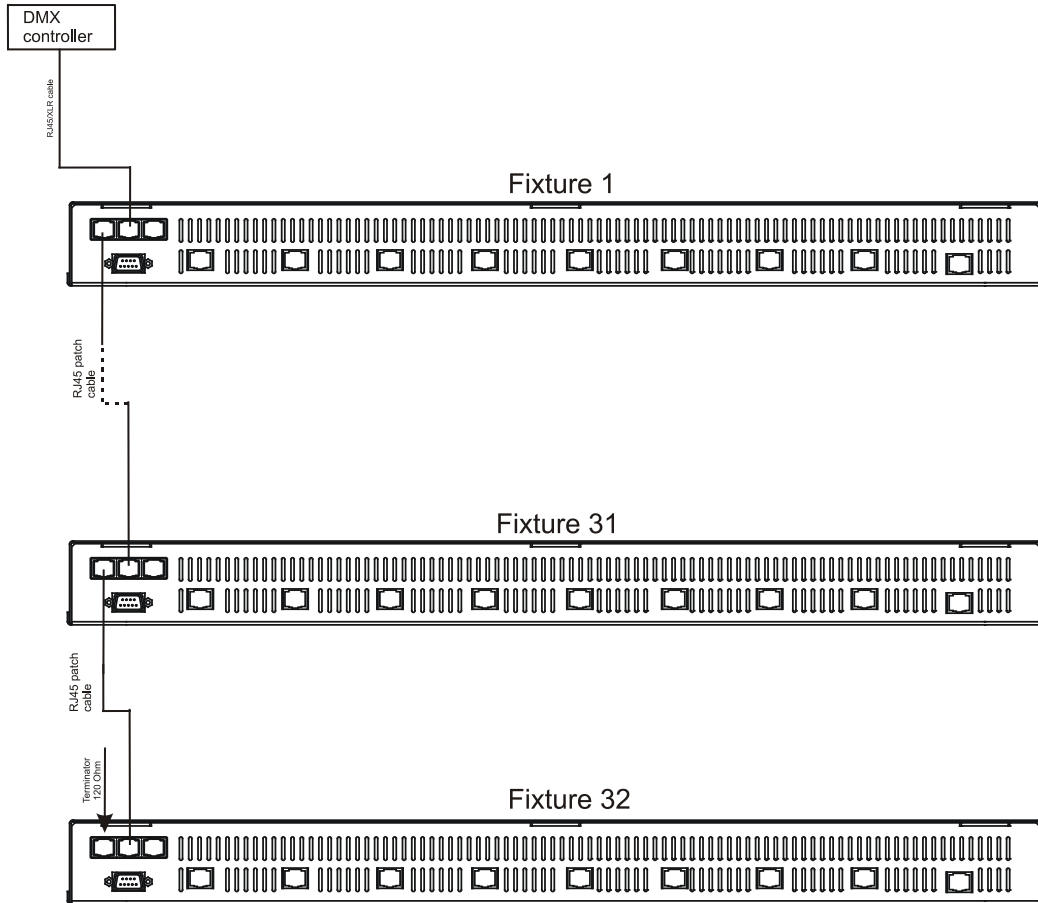 DMX
controller
RJ45/XLR cable
Fixture 1
RJ45 patch
cable
Fixture 31
RJ45 patch
cable
Terminator
120 Ohm
Fixture 32